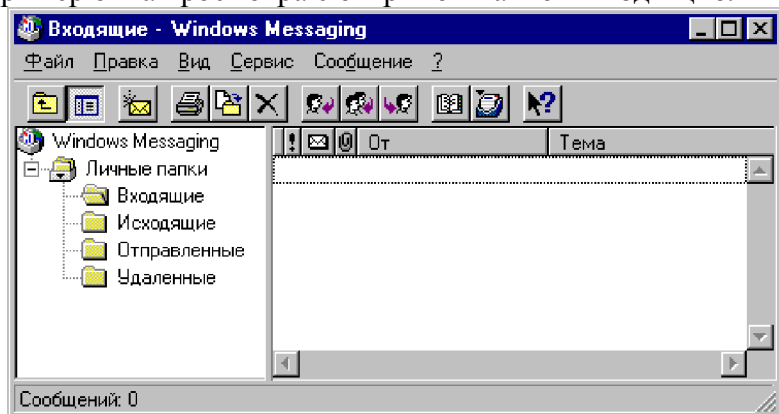 Входящие - Windows Messaging
Файл Правка Вид Сервис Сообщение ?
Windows Messaging
Личные папки
Входящие
Исходящие
Отправленные
Удаленные
От Тема
Сообщений: 0